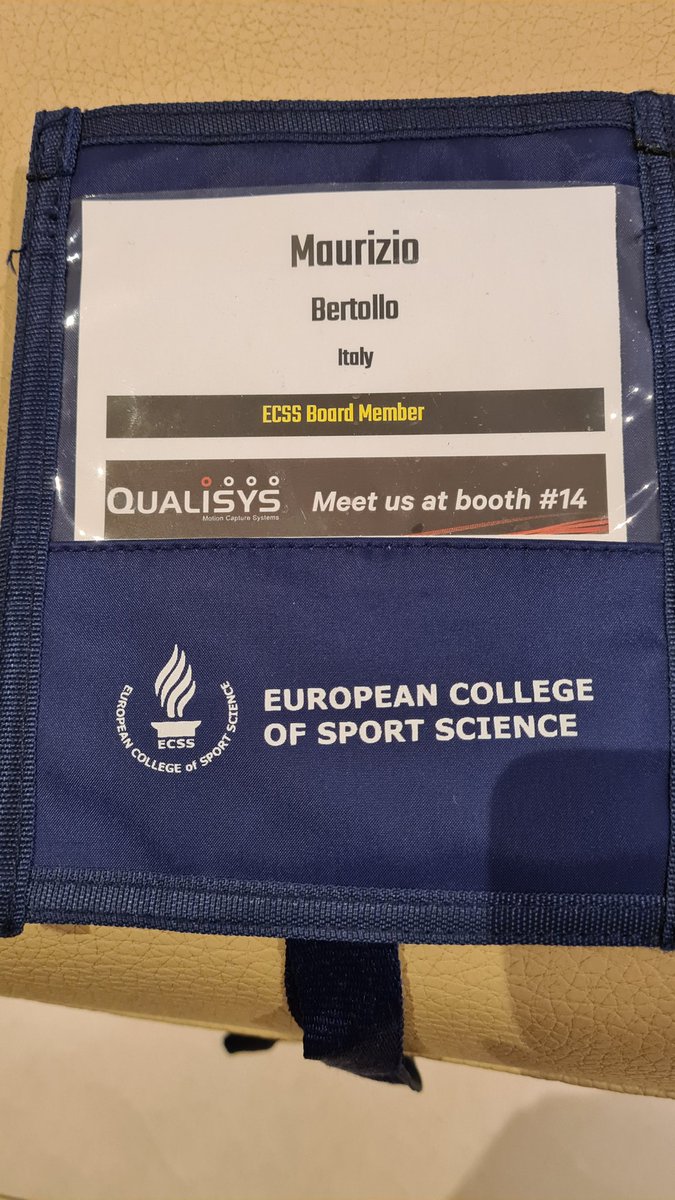 Maurizio
Bertollo
Italy
ECSS Board Member
QUALISYS
Motion Capture Systems
Meet us at booth #14
ECSS
EUROPEAN COLLEGE of SPORT SCIENCE
EUROPEAN COLLEGE
OF SPORT SCIENCE